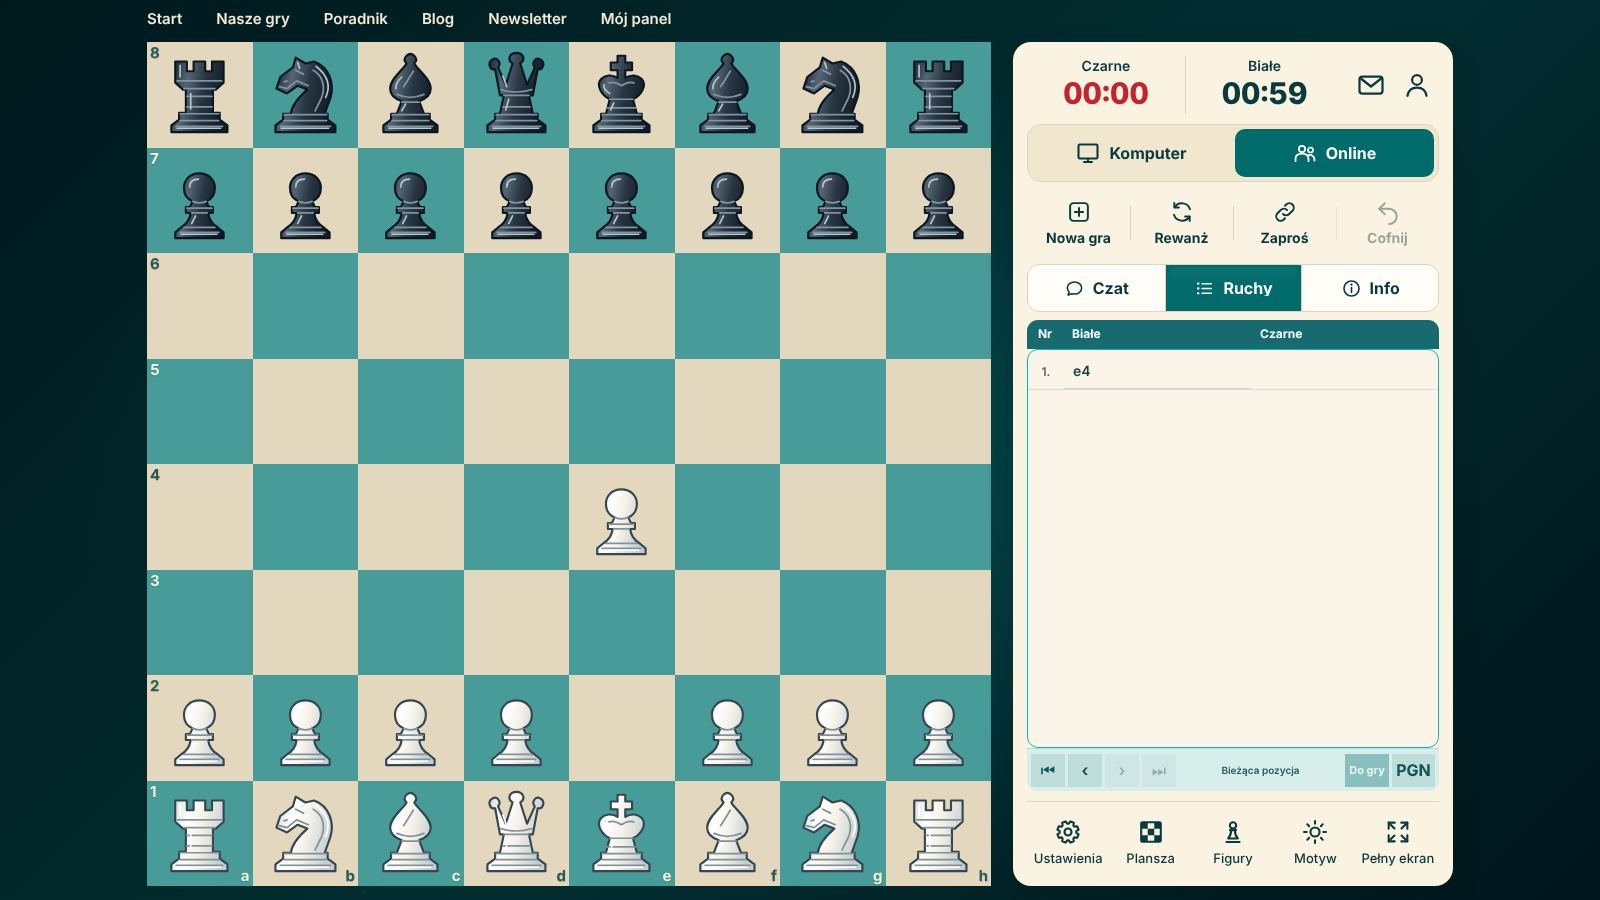 Start Nasze gry Poradnik Blog Newsletter Mój panel
8
7
6
5
4
3
2
1
a b c d e f g h
Czarne Białe
00:00 00:59
Komputer Online
Nowa gra Rewanż Zaproś Cofnij
Czat Ruchy Info
Nr Białe Czarne
1. e4
Bieżąca pozycja Do gry PGN
Ustawienia Plansza Figury Motyw Pełny ekran